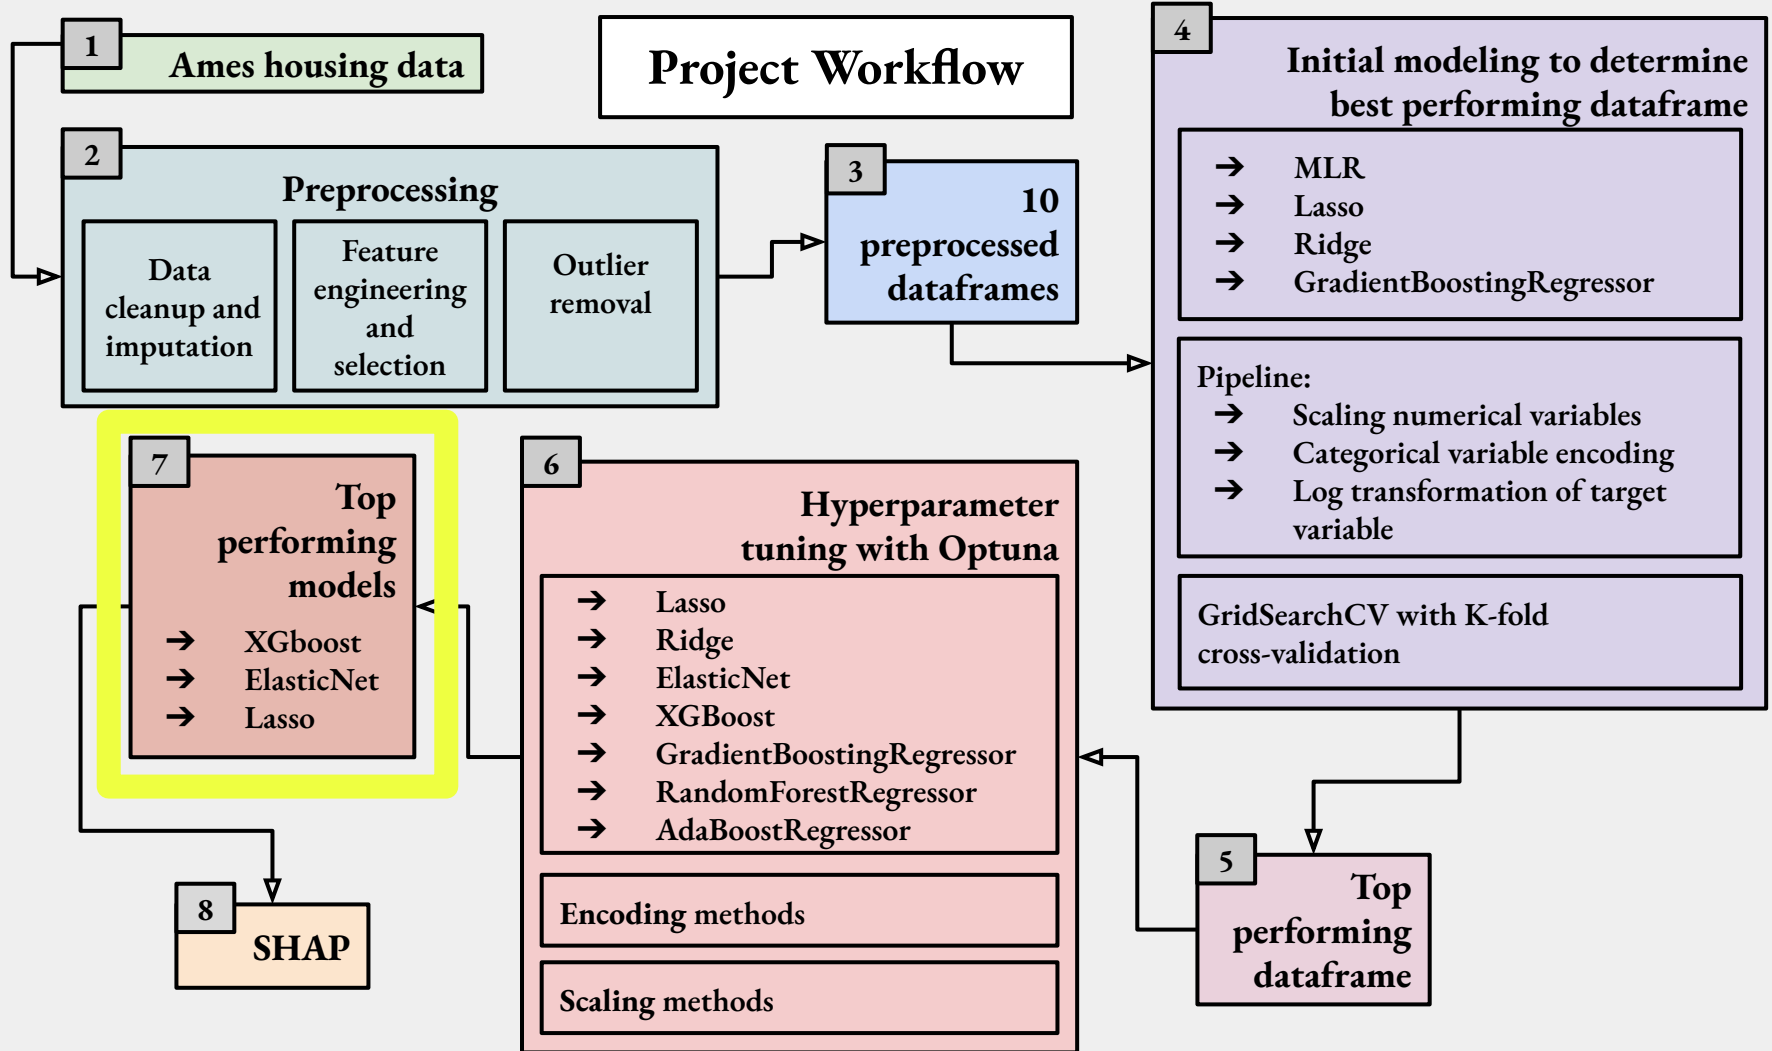 Project Workflow
1
Ames housing data
2
Preprocessing
Data
cleanup and
imputation
Feature
engineering
and
selection
Outlier
removal
3
10
preprocessed
dataframes
4
Initial modeling to determine
best performing dataframe
➔ MLR
➔ Lasso
➔ Ridge
➔ GradientBoostingRegressor
Pipeline:
➔ Scaling numerical variables
➔ Categorical variable encoding
➔ Log transformation of target
variable
GridSearchCV with K-fold
cross-validation
5
Top
performing
dataframe
6
Hyperparameter
tuning with Optuna
➔ Lasso
➔ Ridge
➔ ElasticNet
➔ XGBoost
➔ GradientBoostingRegressor
➔ RandomForestRegressor
➔ AdaBoostRegressor
Encoding methods
Scaling methods
7
Top
performing
models
➔ XGboost
➔ ElasticNet
➔ Lasso
8
SHAP